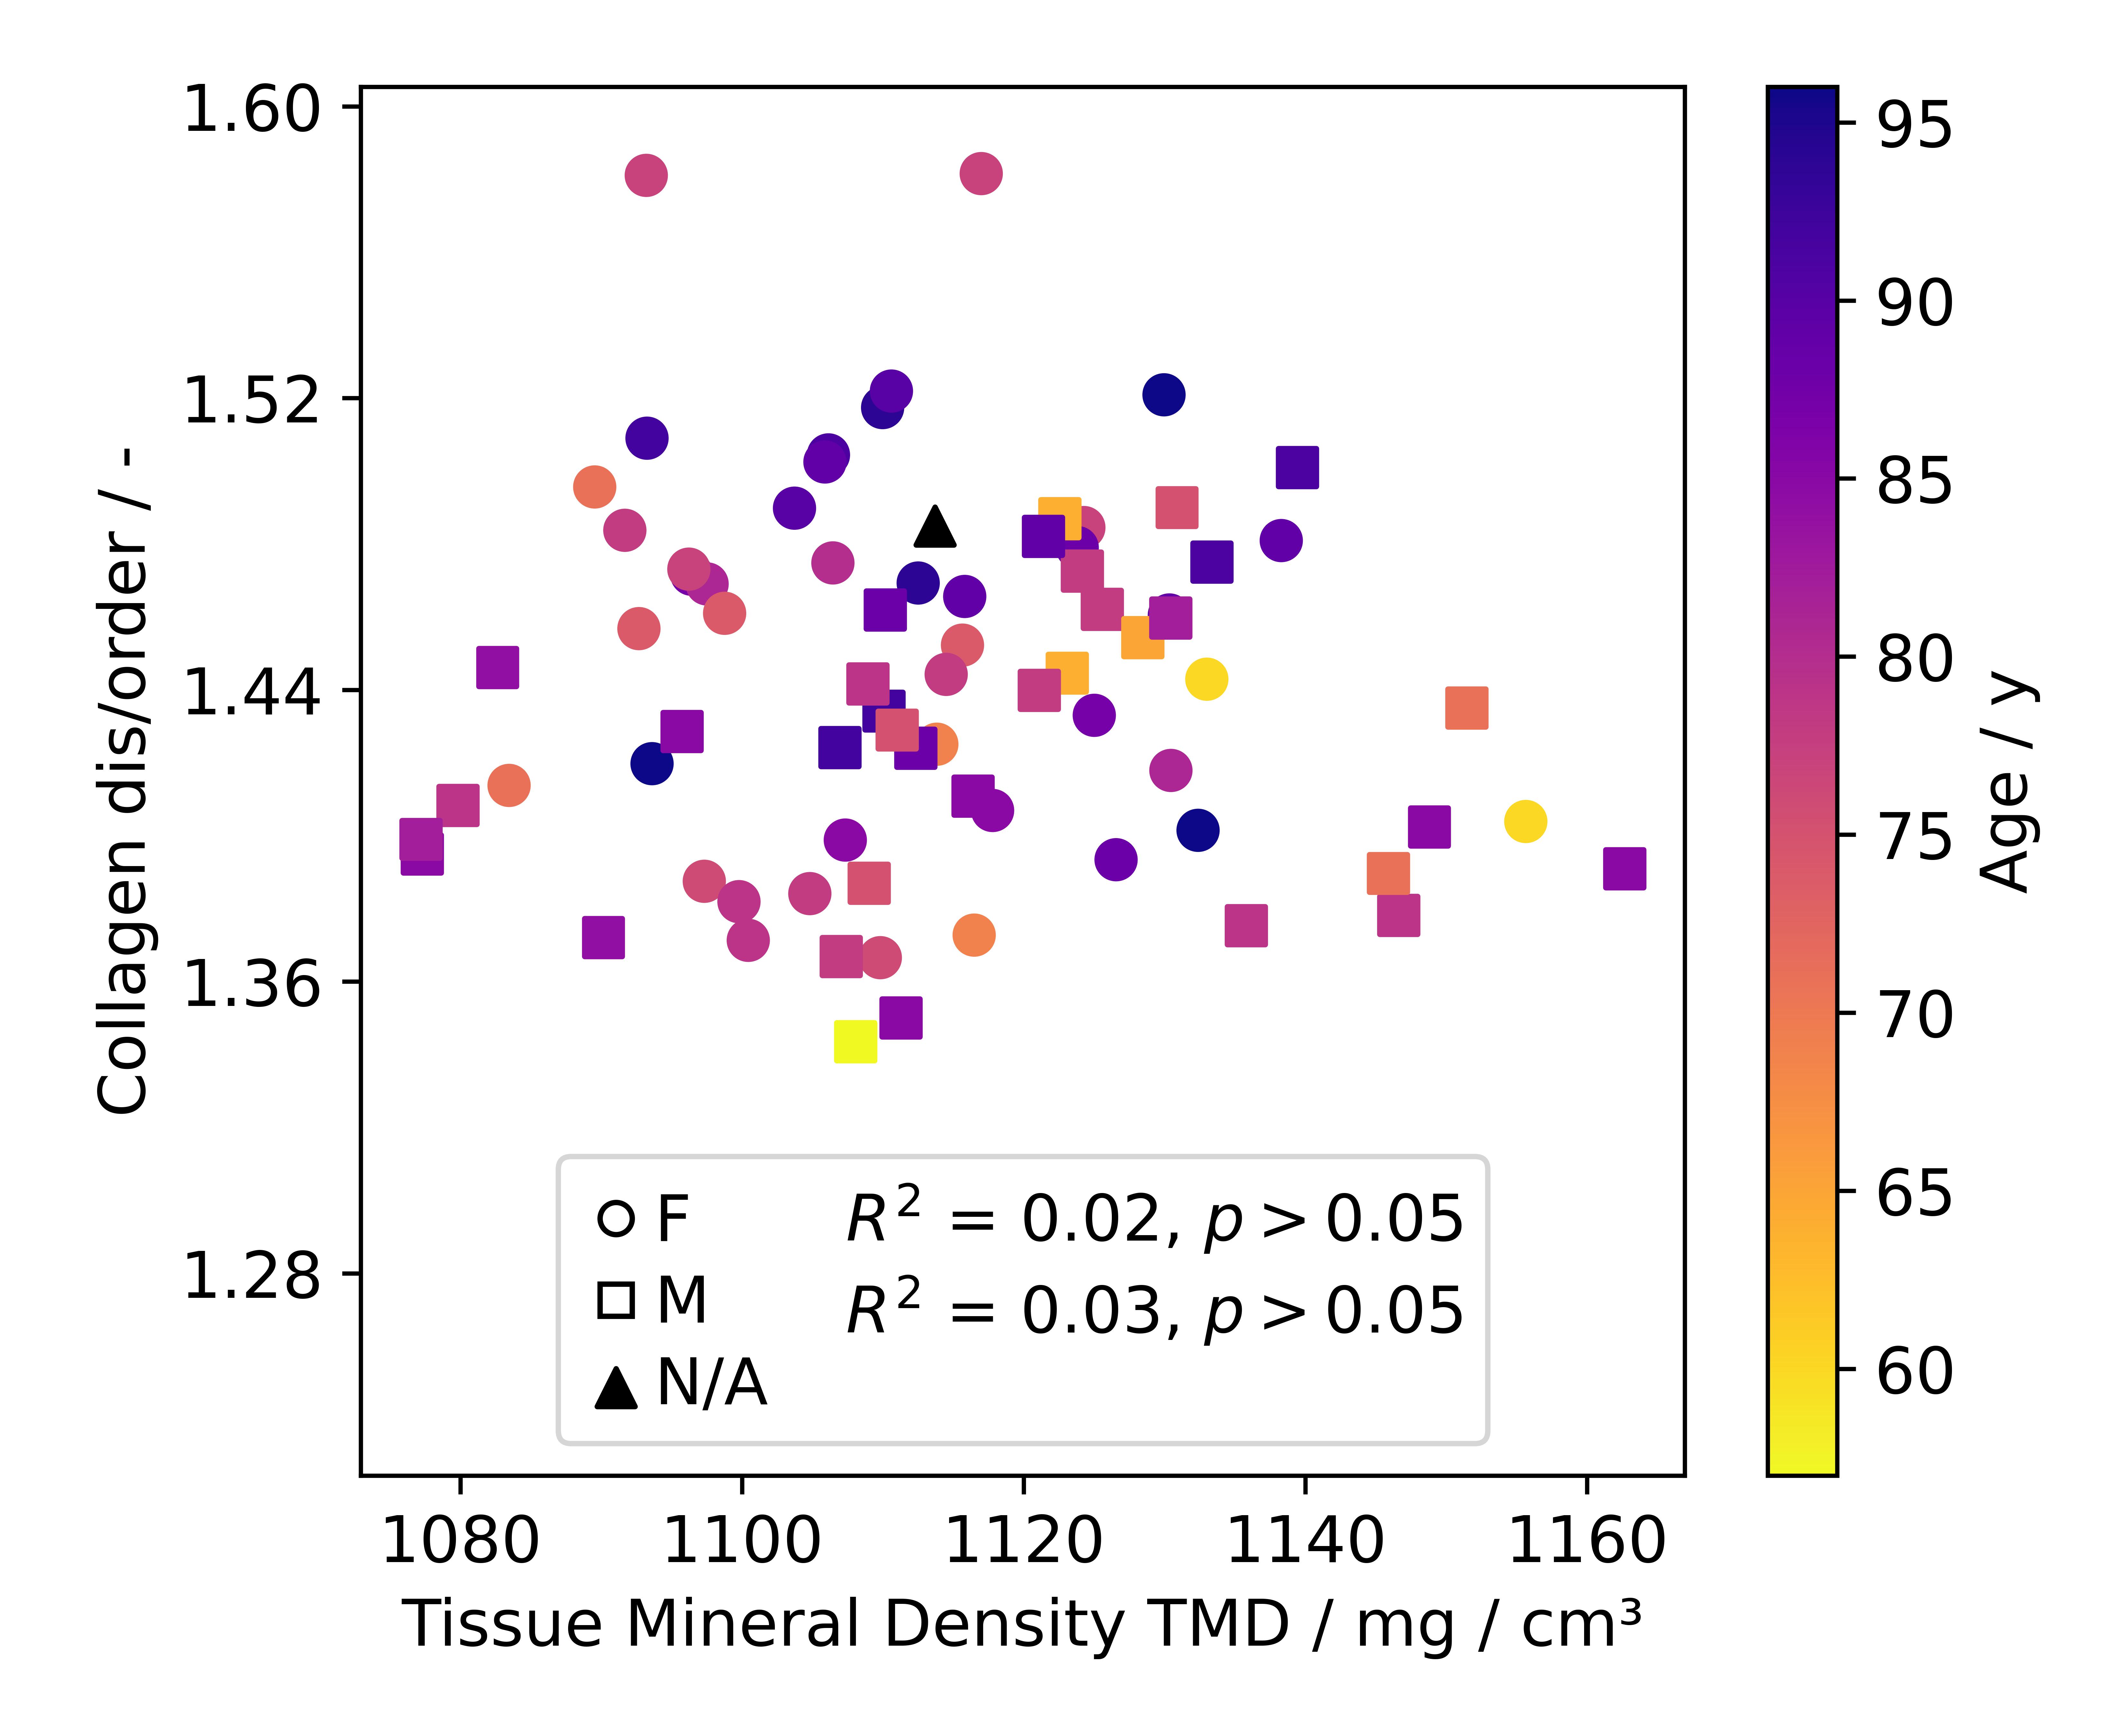 1.60
1.52
1.44
1.36
1.28
Collagen dis/order / -
F R² = 0.02, p > 0.05
M R² = 0.03, p > 0.05
N/A
1080 1100 1120 1140 1160
Tissue Mineral Density TMD / mg / cm³
95
90
85
80
75
70
65
60
Age / y